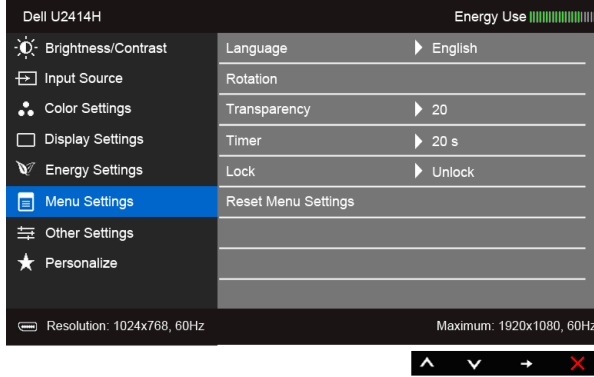 Dell U2414H Energy Use
Brightness/Contrast Language English
Input Source Rotation
Color Settings Transparency 20
Display Settings Timer 20 s
Energy Settings Lock Unlock
Menu Settings Reset Menu Settings
Other Settings
Personalize
Resolution: 1024x768, 60Hz Maximum: 1920x1080, 60Hz